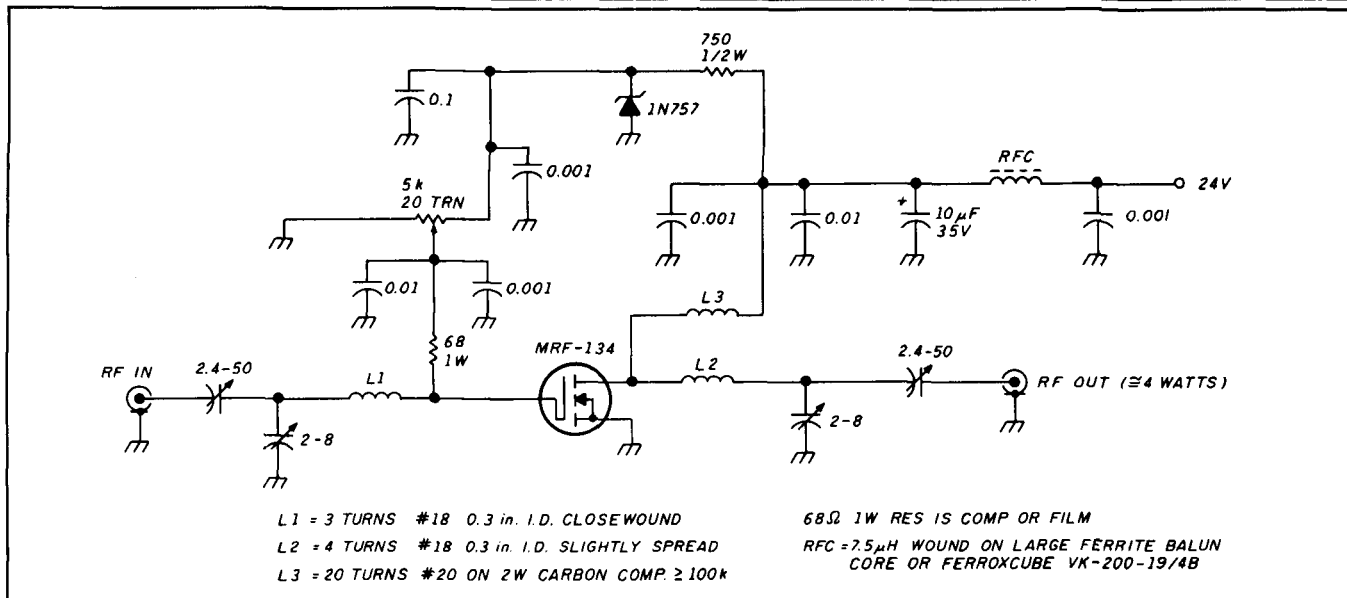 750
1/2W
0.1
1N757
0.001
RFC
24V
5k
20 TRN
0.001
0.01
+
10µF
35V
0.001
0.01
0.001
L3
68
1W
MRF-134
L2
2.4-50
RF IN
2.4-50
L1
RF OUT (≅4 WATTS)
2-8
2-8
L1 = 3 TURNS #18 0.3 in. I.D. CLOSEWOUND
L2 = 4 TURNS #18 0.3 in. I.D. SLIGHTLY SPREAD
L3 = 20 TURNS #20 ON 2W CARBON COMP. ≥ 100k
68Ω 1W RES IS COMP OR FILM
RFC = 7.5µH WOUND ON LARGE FERRITE BALUN
CORE OR FERROXCUBE VK-200-19/4B